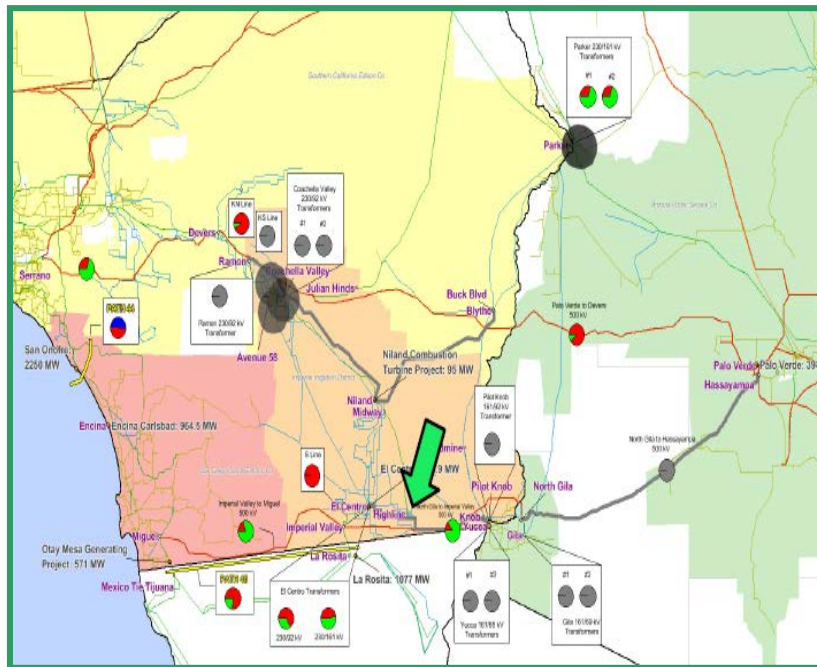 Parker 230/161 kV
Transformers
#1 #2
Southern California Edison Co
Coachella Valley
230/92 kV
Transformers
#1 #2
KN Line
KS Line
Devers
Ramon
Coachella Valley
Julian Hinds
Serrano
Ramon 230/92 kV
Transformer
Avenue 58
Buck Blvd
Blythe
Palo Verde to Devers
500 kV
San Onofre
2250 MW
Niland Combustion
Turbine Project: 95 MW
Imperial Irrigation District
Palo Verde
Hassayampa
Niland
Midway
Pilot Knob
161/92 kV
Transformer
Encina
Encina Carlsbad: 964.5 MW
North Gila to Hassayampa
500 kV
S Line
Pilot Knob
North Gila
Imperial Valley to Miguel
500 kV
El Centro
Highline
Imperial Valley
Knob
Yucca
Gila
Miguel
Otay Mesa Generating
Project: 571 MW
La Rosita
La Rosita: 1077 MW
Mexico Tie Tijuana
El Centro Transformers
230/92 kV 230/161 kV
Yucca 161/69 kV
Transformers
#1 #2
Gila 161/69 kV
Transformers